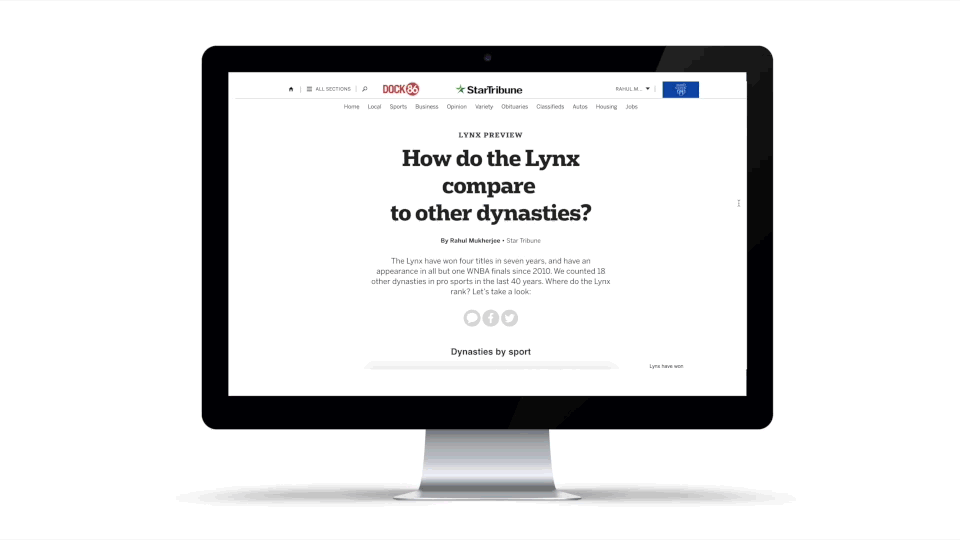 ALL SECTIONS
DOCK 86
StarTribune
RAHUL M...
Home Local Sports Business Opinion Variety Obituaries Classifieds Autos Housing Jobs
LYNX PREVIEW
How do the Lynx
compare
to other dynasties?
By Rahul Mukherjee • Star Tribune
The Lynx have won four titles in seven years, and have an
appearance in all but one WNBA finals since 2010. We counted 18
other dynasties in pro sports in the last 40 years. Where do the Lynx
rank? Let's take a look:
Dynasties by sport
Lynx have won